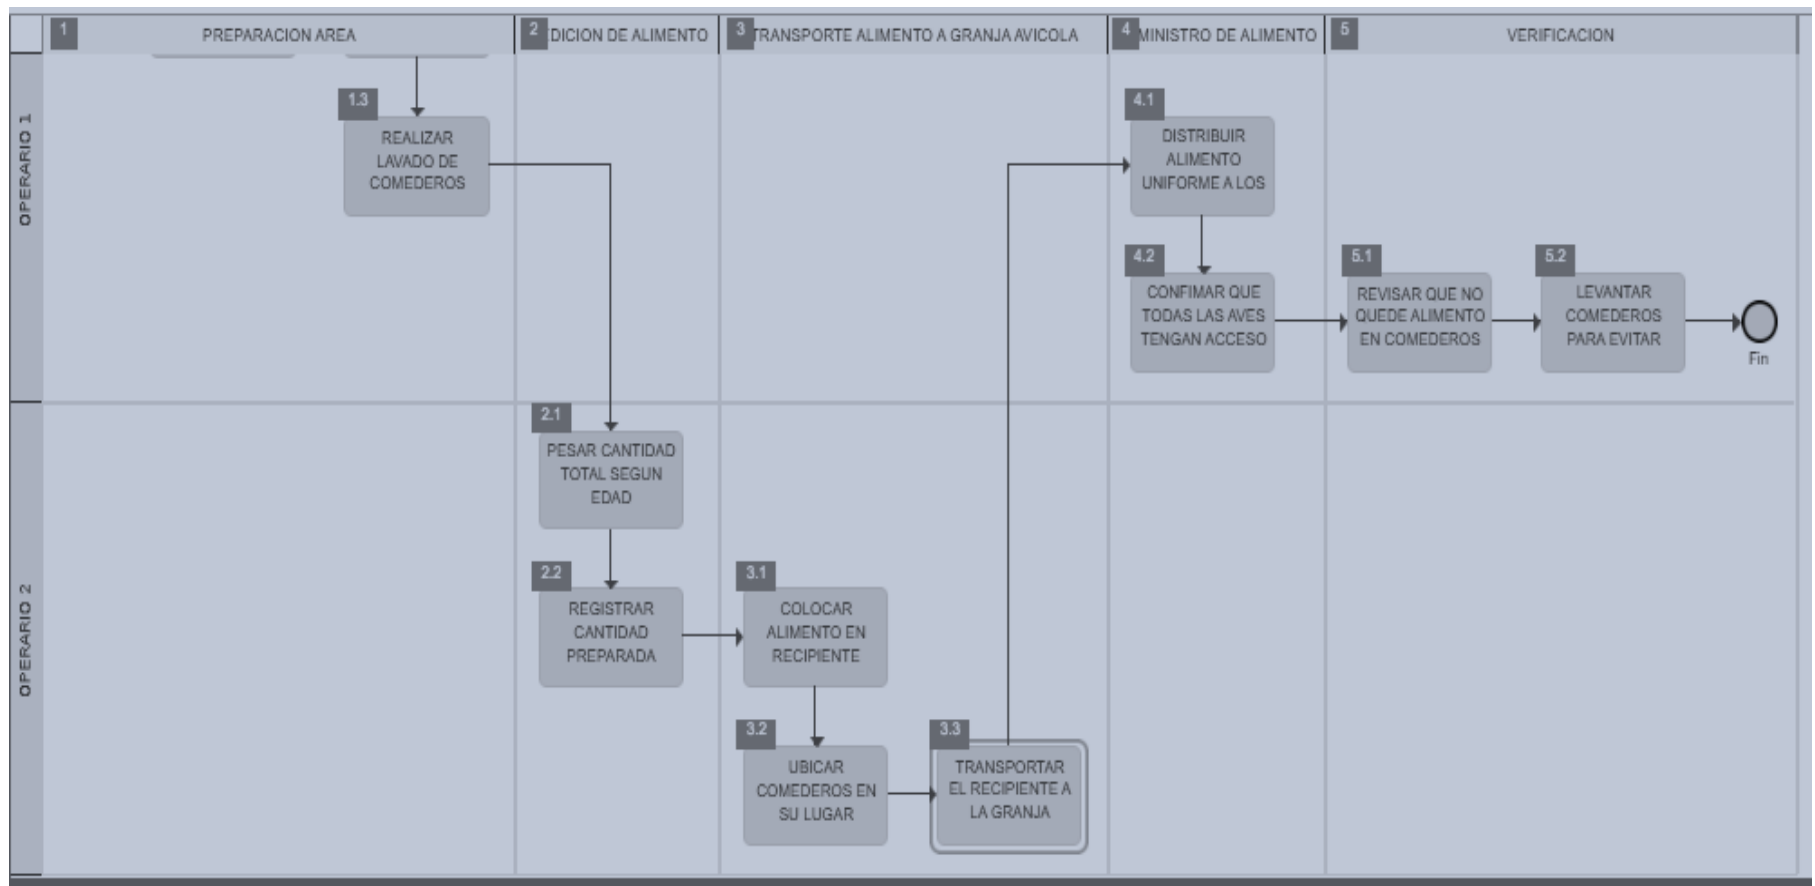 1
PREPARACION AREA
2
DICION DE ALIMENTO
3
TRANSPORTE ALIMENTO A GRANJA AVICOLA
4
MINISTRO DE ALIMENTO
5
VERIFICACION
OPERARIO 1
1.3
REALIZAR
LAVADO DE
COMEDEROS
4.1
DISTRIBUIR
ALIMENTO
UNIFORME A LOS
4.2
CONFIMAR QUE
TODAS LAS AVES
TENGAN ACCESO
5.1
REVISAR QUE NO
QUEDE ALIMENTO
EN COMEDEROS
5.2
LEVANTAR
COMEDEROS
PARA EVITAR
Fin
OPERARIO 2
2.1
PESAR CANTIDAD
TOTAL SEGUN
EDAD
2.2
REGISTRAR
CANTIDAD
PREPARADA
3.1
COLOCAR
ALIMENTO EN
RECIPIENTE
3.2
UBICAR
COMEDEROS EN
SU LUGAR
3.3
TRANSPORTAR
EL RECIPIENTE A
LA GRANJA